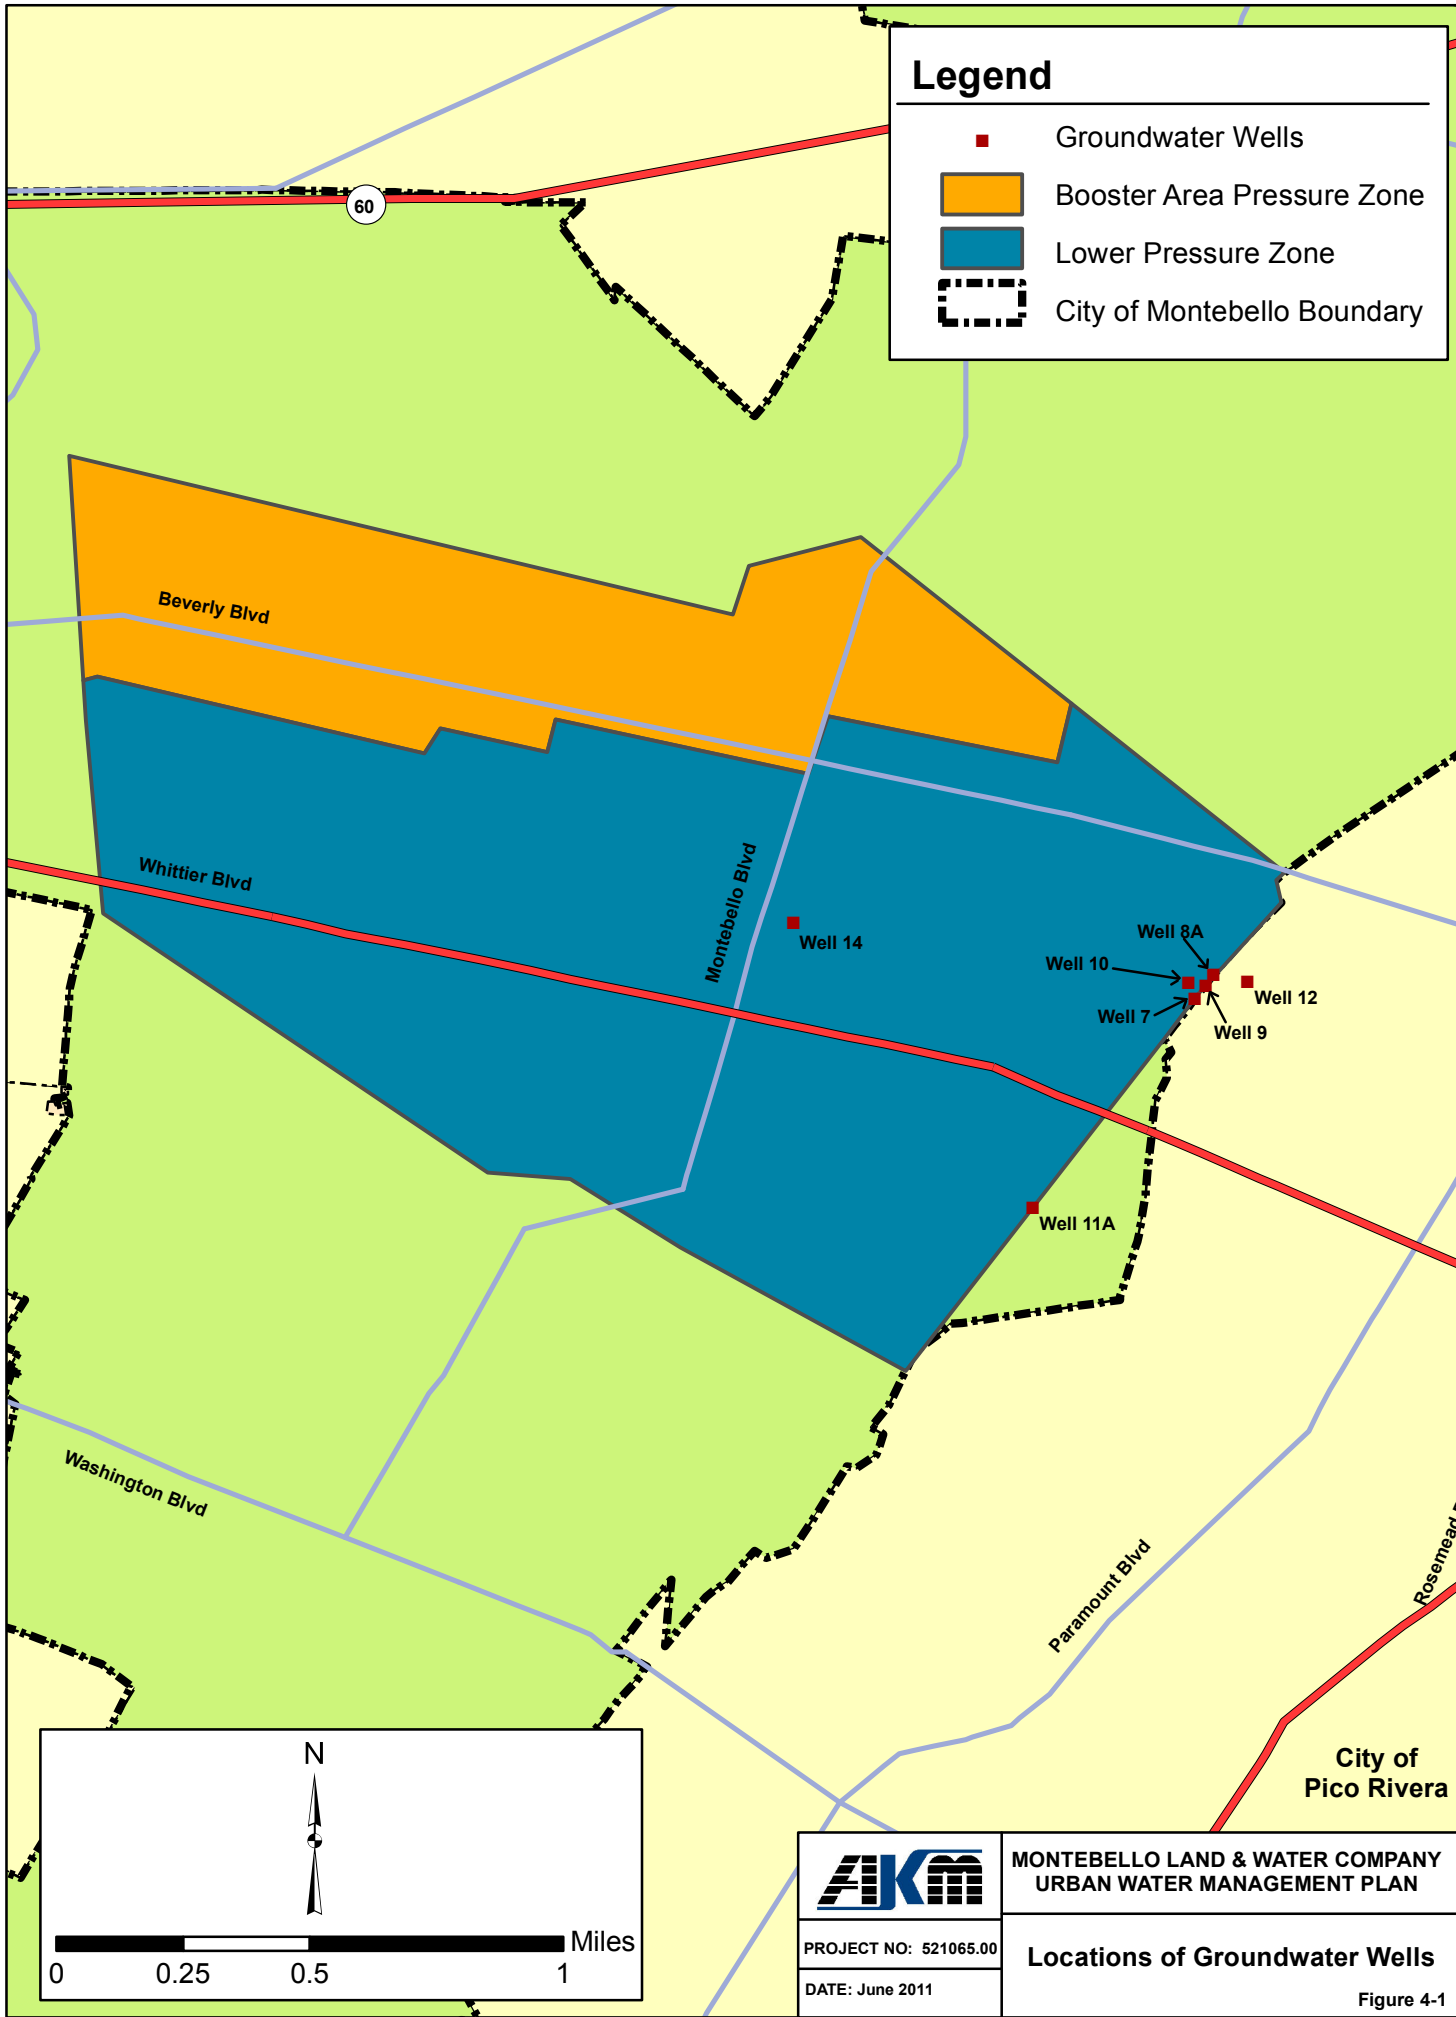 Legend
Groundwater Wells
Booster Area Pressure Zone
Lower Pressure Zone
City of Montebello Boundary
60
Beverly Blvd
Whittier Blvd
Montebello Blvd
Well 14
Well 8A
Well 10
Well 12
Well 7
Well 9
Well 11A
Washington Blvd
Paramount Blvd
Rosemead
City of
Pico Rivera
N
Miles
0 0.25 0.5 1
AKM
MONTEBELLO LAND & WATER COMPANY
URBAN WATER MANAGEMENT PLAN
PROJECT NO: 521065.00
DATE: June 2011
Locations of Groundwater Wells
Figure 4-1